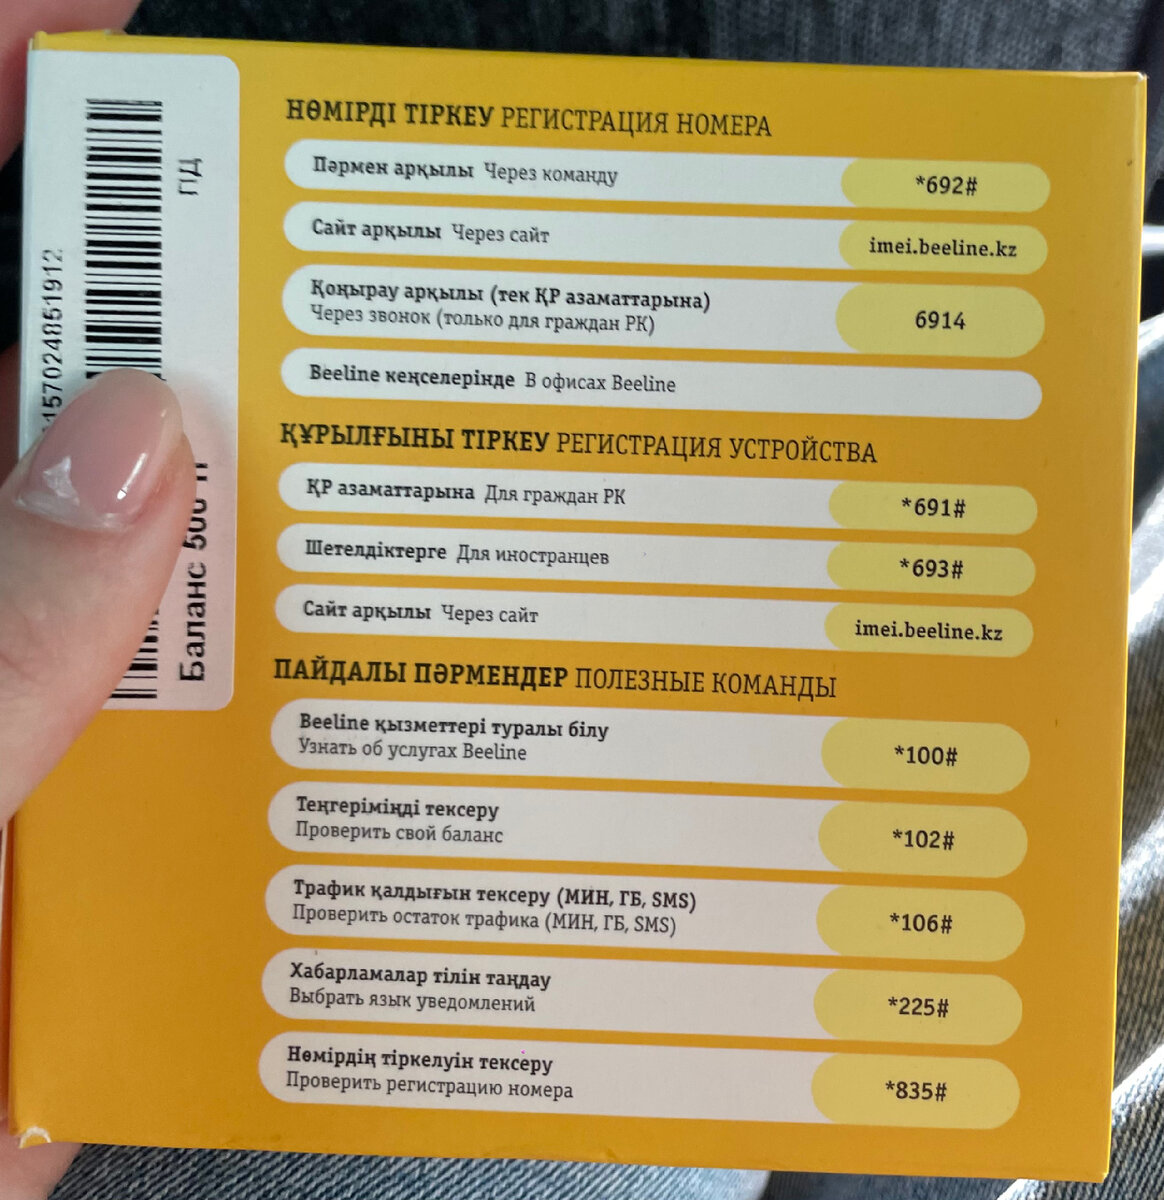 НӨМІРДІ ТІРКЕУ РЕГИСТРАЦИЯ НОМЕРА
Пәрмен арқылы Через команду *692#
Сайт арқылы Через сайт imei.beeline.kz
Қоңырау арқылы (тек ҚР азаматтарына)
Через звонок (только для граждан РК) 6914
Beeline кеңселерінде В офисах Beeline
ҚҰРЫЛҒЫНЫ ТІРКЕУ РЕГИСТРАЦИЯ УСТРОЙСТВА
ҚР азаматтарына Для граждан РК *691#
Шетелдіктерге Для иностранцев *693#
Сайт арқылы Через сайт imei.beeline.kz
ПАЙДАЛЫ ПӘРМЕНДЕР ПОЛЕЗНЫЕ КОМАНДЫ
Beeline қызметтері туралы білу
Узнать об услугах Beeline *100#
Теңгеріміңді тексеру
Проверить свой баланс *102#
Трафик қалдығын тексеру (МИН, ГБ, SMS)
Проверить остаток трафика (МИН, ГБ, SMS) *106#
Хабарламалар тілін таңдау
Выбрать язык уведомлений *225#
Нөмірдің тіркелуін тексеру
Проверить регистрацию номера *835#
Баланс 500
ПД